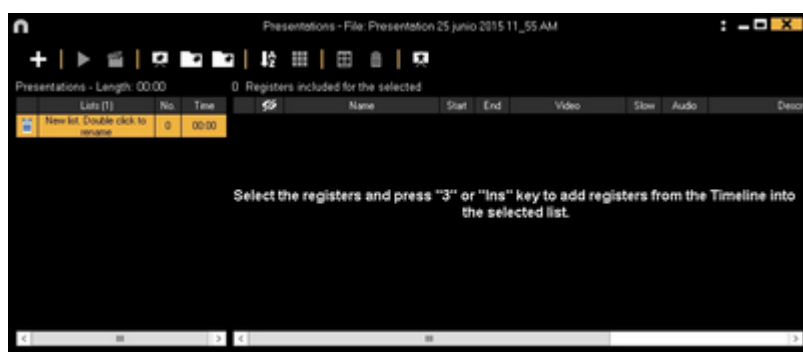 Presentations - File: Presentation 25 junio 2015 11_55 AM
Presentations - Length: 00:00
0 Registers included for the selected
Lists (1) No. Time
Name Start End Video Slow Audio Descr
New list. Double click to
rename
0 00:00
Select the registers and press "3" or "Ins" key to add registers from the Timeline into
the selected list.